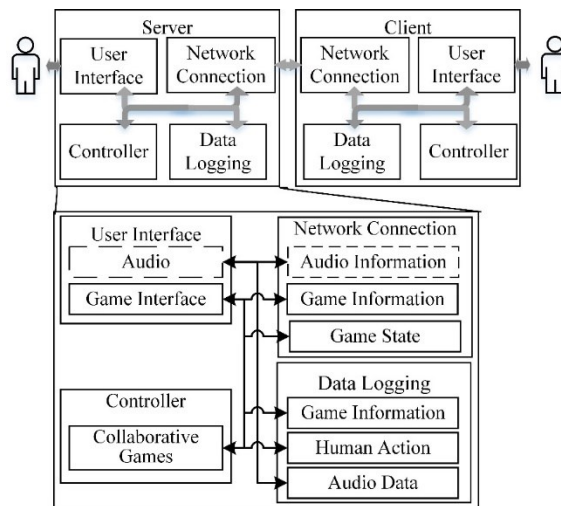 Server
User
Interface
Network
Connection
Controller
Data
Logging
Client
Network
Connection
User
Interface
Data
Logging
Controller
User Interface
Audio
Game Interface
Network Connection
Audio Information
Game Information
Game State
Controller
Collaborative
Games
Data Logging
Game Information
Human Action
Audio Data